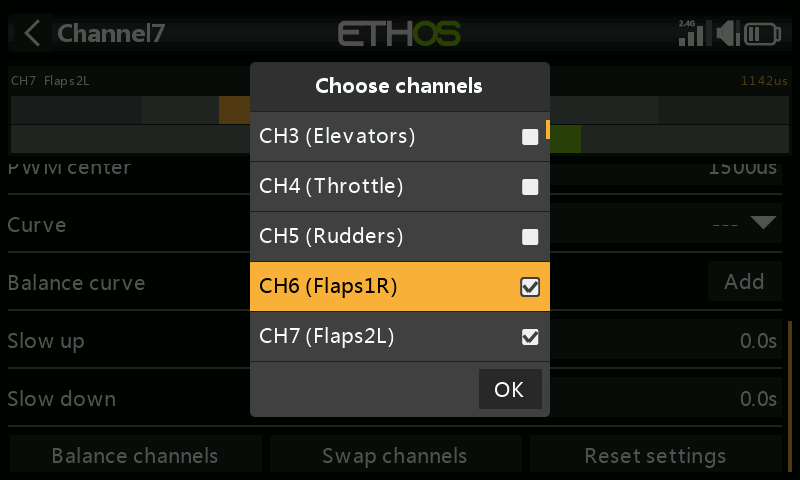 Channel7
ETHOS
2.4G
CH7 Flaps2L
1142us
Choose channels
CH3 (Elevators)
CH4 (Throttle)
CH5 (Rudders)
CH6 (Flaps1R)
CH7 (Flaps2L)
OK
PWM center
1500us
Curve
---
Balance curve
Add
Slow up
0.0s
Slow down
0.0s
Balance channels
Swap channels
Reset settings